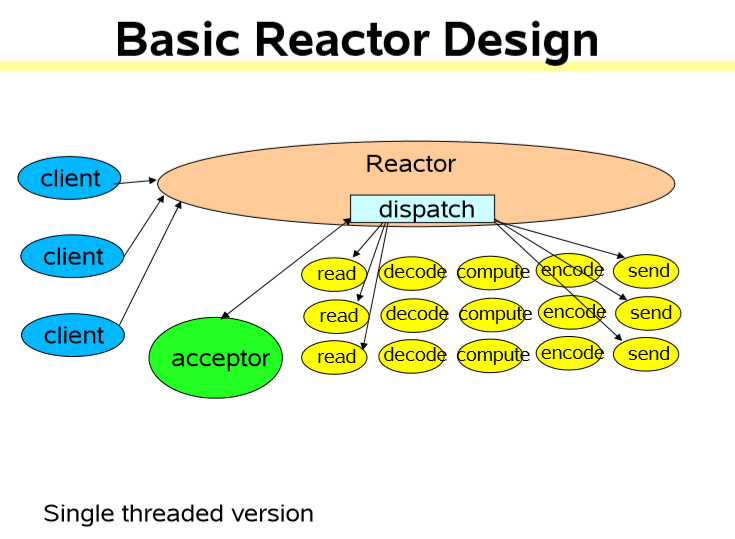 Basic Reactor Design
Reactor
client
dispatch
client
read decode compute encode send
read decode compute encode send
client
acceptor
read decode compute encode send
Single threaded version